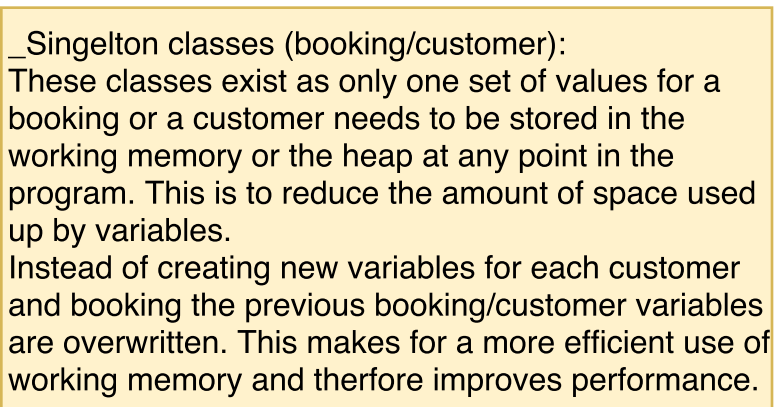 _Singelton classes (booking/customer):
These classes exist as only one set of values for a
booking or a customer needs to be stored in the
working memory or the heap at any point in the
program. This is to reduce the amount of space used
up by variables.
Instead of creating new variables for each customer
and booking the previous booking/customer variables
are overwritten. This makes for a more efficient use of
working memory and therfore improves performance.